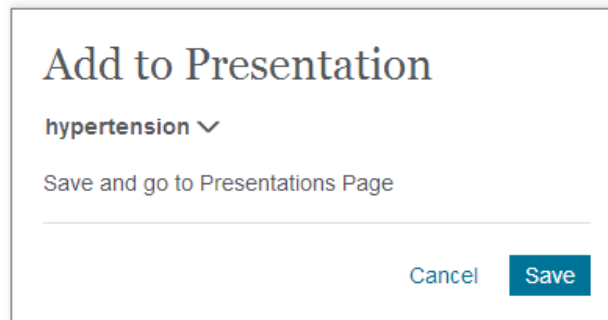 Add to Presentation
hypertension
Save and go to Presentations Page
Cancel Save